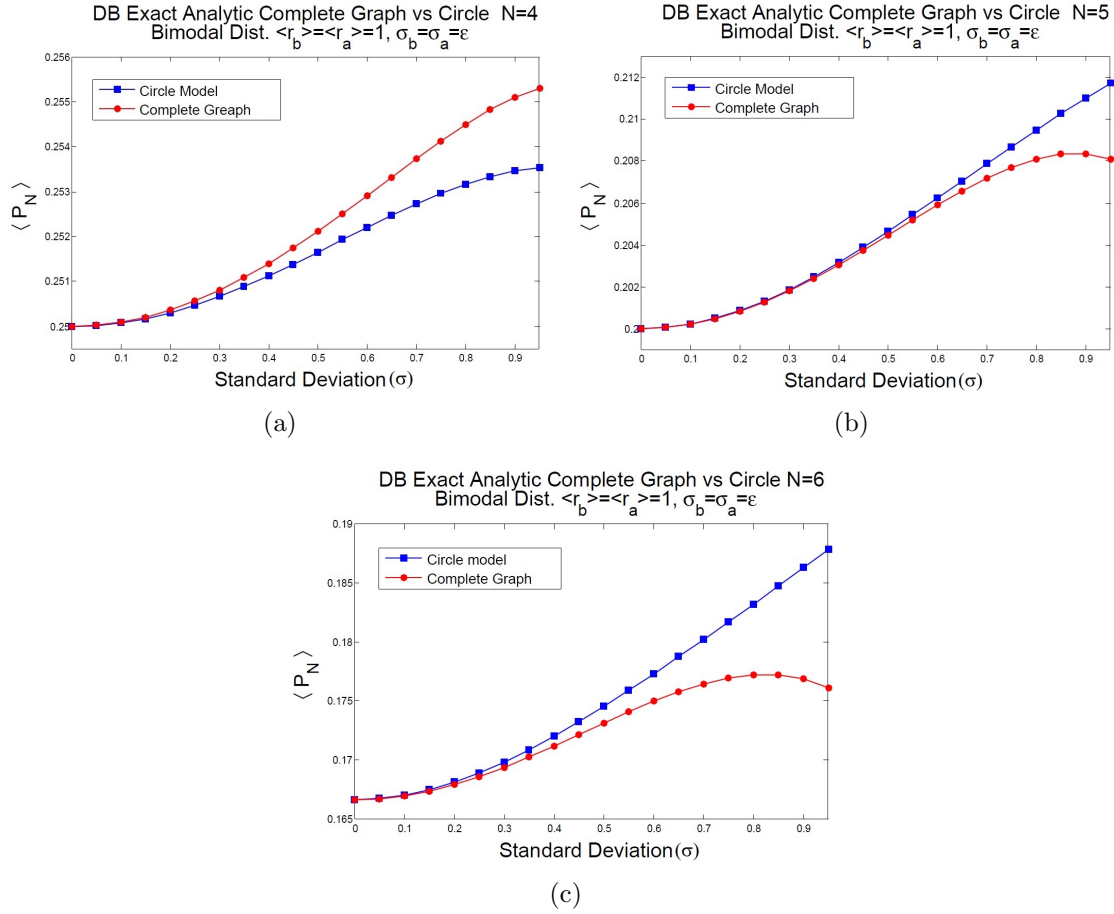 DB Exact Analytic Complete Graph vs Circle N=4
Bimodal Dist. <r_b>=<r_a>=1, σ_b=σ_a=ε
0.256
0.255
0.254
0.253
0.252
0.251
0.25
Circle Model
Complete Greaph
⟨ P_N ⟩
0 0.1 0.2 0.3 0.4 0.5 0.6 0.7 0.8 0.9
Standard Deviation(σ)
(a)
DB Exact Analytic Complete Graph vs Circle N=5
Bimodal Dist. <r_b>=<r_a>=1, σ_b=σ_a=ε
0.212
0.21
0.208
0.206
0.204
0.202
0.2
Circle Model
Complete Graph
⟨ P_N ⟩
0 0.1 0.2 0.3 0.4 0.5 0.6 0.7 0.8 0.9
Standard Deviation(σ)
(b)
DB Exact Analytic Complete Graph vs Circle N=6
Bimodal Dist. <r_b>=<r_a>=1, σ_b=σ_a=ε
0.19
0.185
0.18
0.175
0.17
0.165
Circle model
Complete Graph
⟨ P_N ⟩
0 0.1 0.2 0.3 0.4 0.5 0.6 0.7 0.8 0.9
Standard Deviation(σ)
(c)